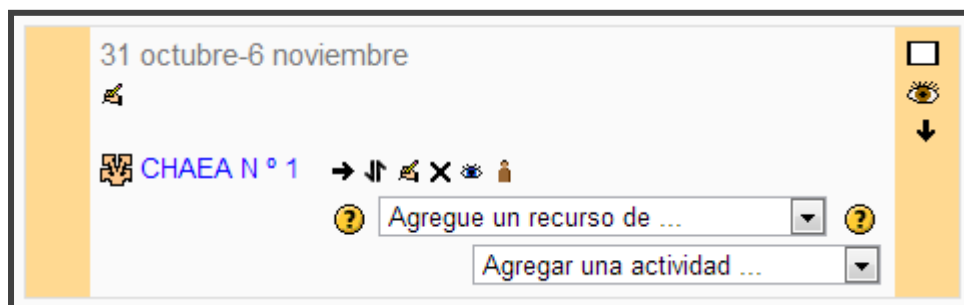 31 octubre-6 noviembre
CHAEA N º 1
? Agregue un recurso de ... ?
Agregar una actividad ...